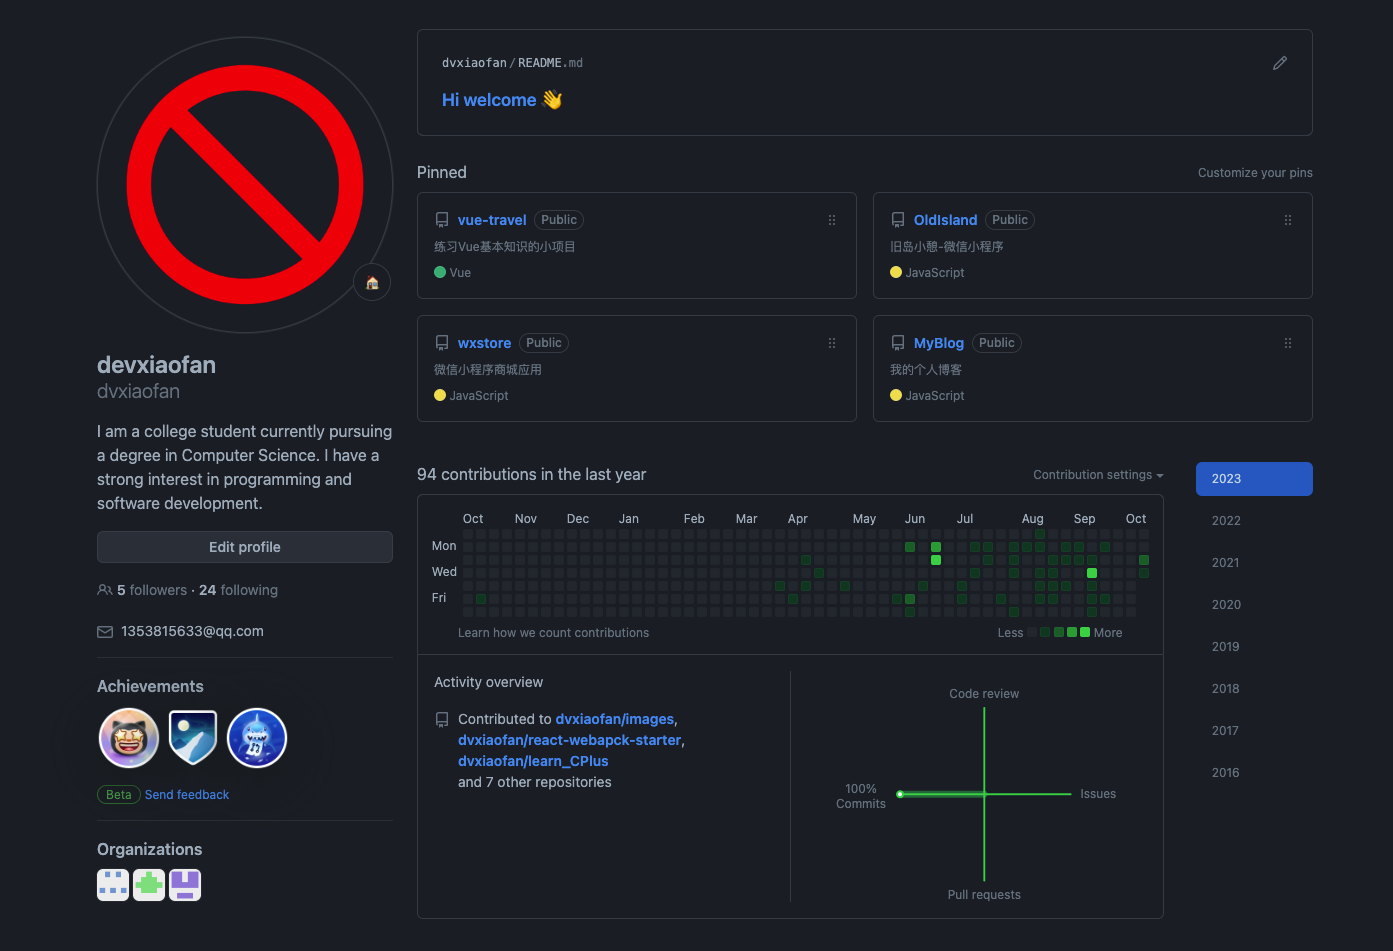 dvxiaofan/README.md
Hi welcome 👋
devxiaofan
dvxiaofan
I am a college student currently pursuing
a degree in Computer Science. I have a
strong interest in programming and
software development.
Edit profile
5 followers · 24 following
1353815633@qq.com
Achievements
Beta Send feedback
Organizations
Pinned
Customize your pins
vue-travel Public
练习Vue基本知识的小项目
Vue
OldIsland Public
旧岛小憩-微信小程序
JavaScript
wxstore Public
微信小程序商城应用
JavaScript
MyBlog Public
我的个人博客
JavaScript
94 contributions in the last year
Contribution settings
Oct Nov Dec Jan Feb Mar Apr May Jun Jul Aug Sep Oct
Mon
Wed
Fri
Learn how we count contributions
Less More
Activity overview
Contributed to dvxiaofan/images,
dvxiaofan/react-webapck-starter,
dvxiaofan/learn_CPlus
and 7 other repositories
Code review
100%
Commits
Issues
Pull requests
2023
2022
2021
2020
2019
2018
2017
2016